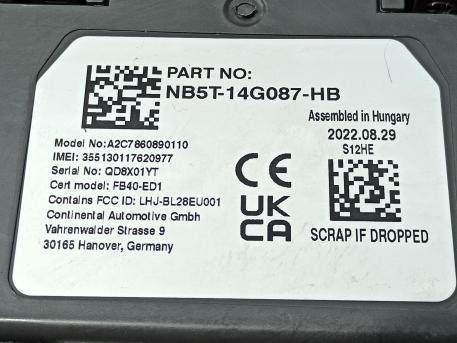 PART NO:
NB5T-14G087-HB
Assembled in Hungary
2022.08.29
S12HE
Model No:A2C7860890110
IMEI: 355130117620977
Serial No: QD8X01YT
Cert model: FB40-ED1
Contains FCC ID: LHJ-BL28EU001
Continental Automotive Gmbh
Vahrenwalder Strasse 9
30165 Hanover, Germany
CE
UK
CA
SCRAP IF DROPPED